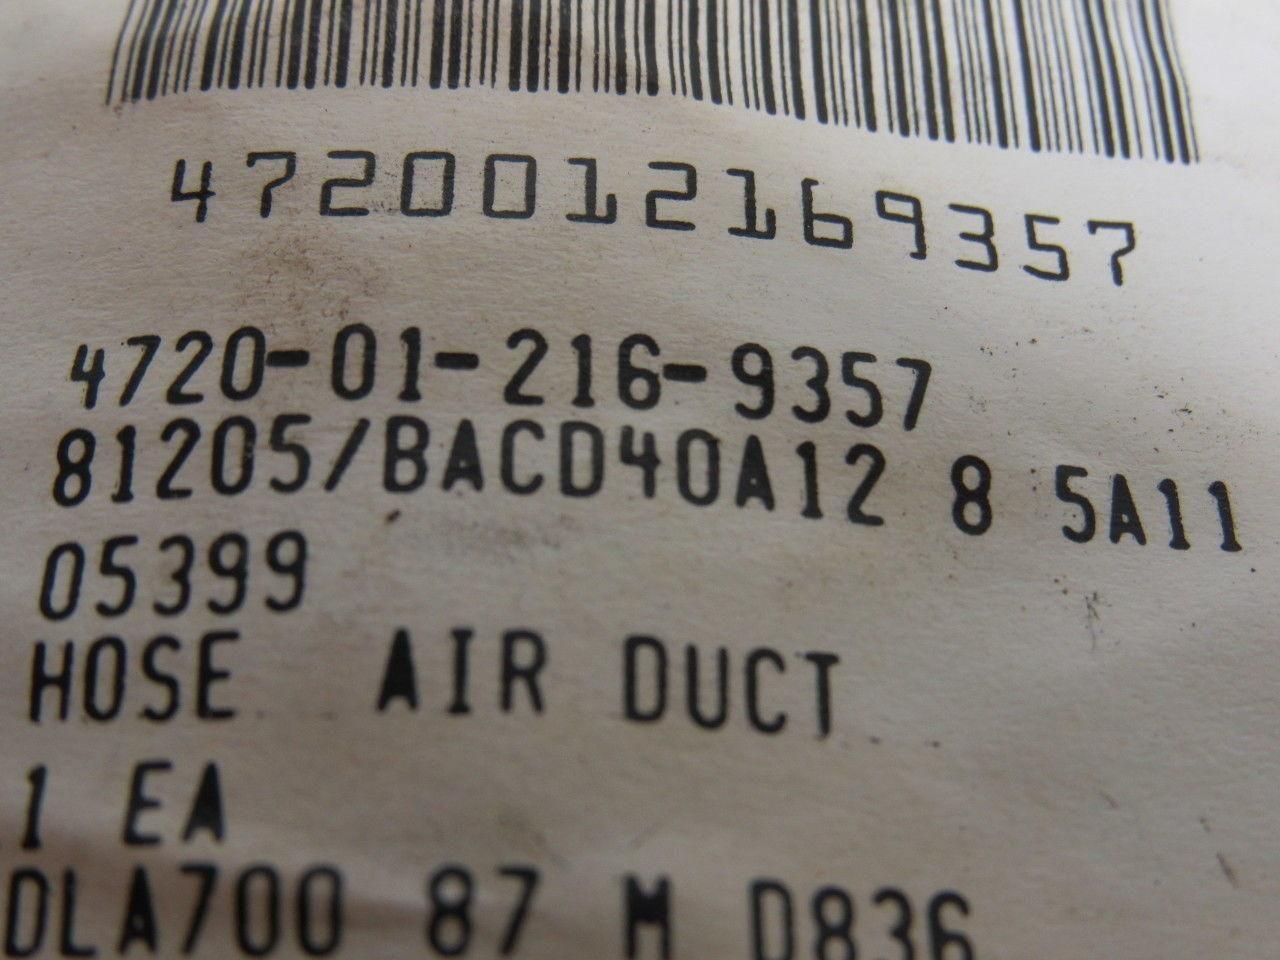 4720012169357
4720-01-216-9357
81205/BACD40A12 8 5A11
05399
HOSE AIR DUCT
1 EA
DLA700 87 M D836